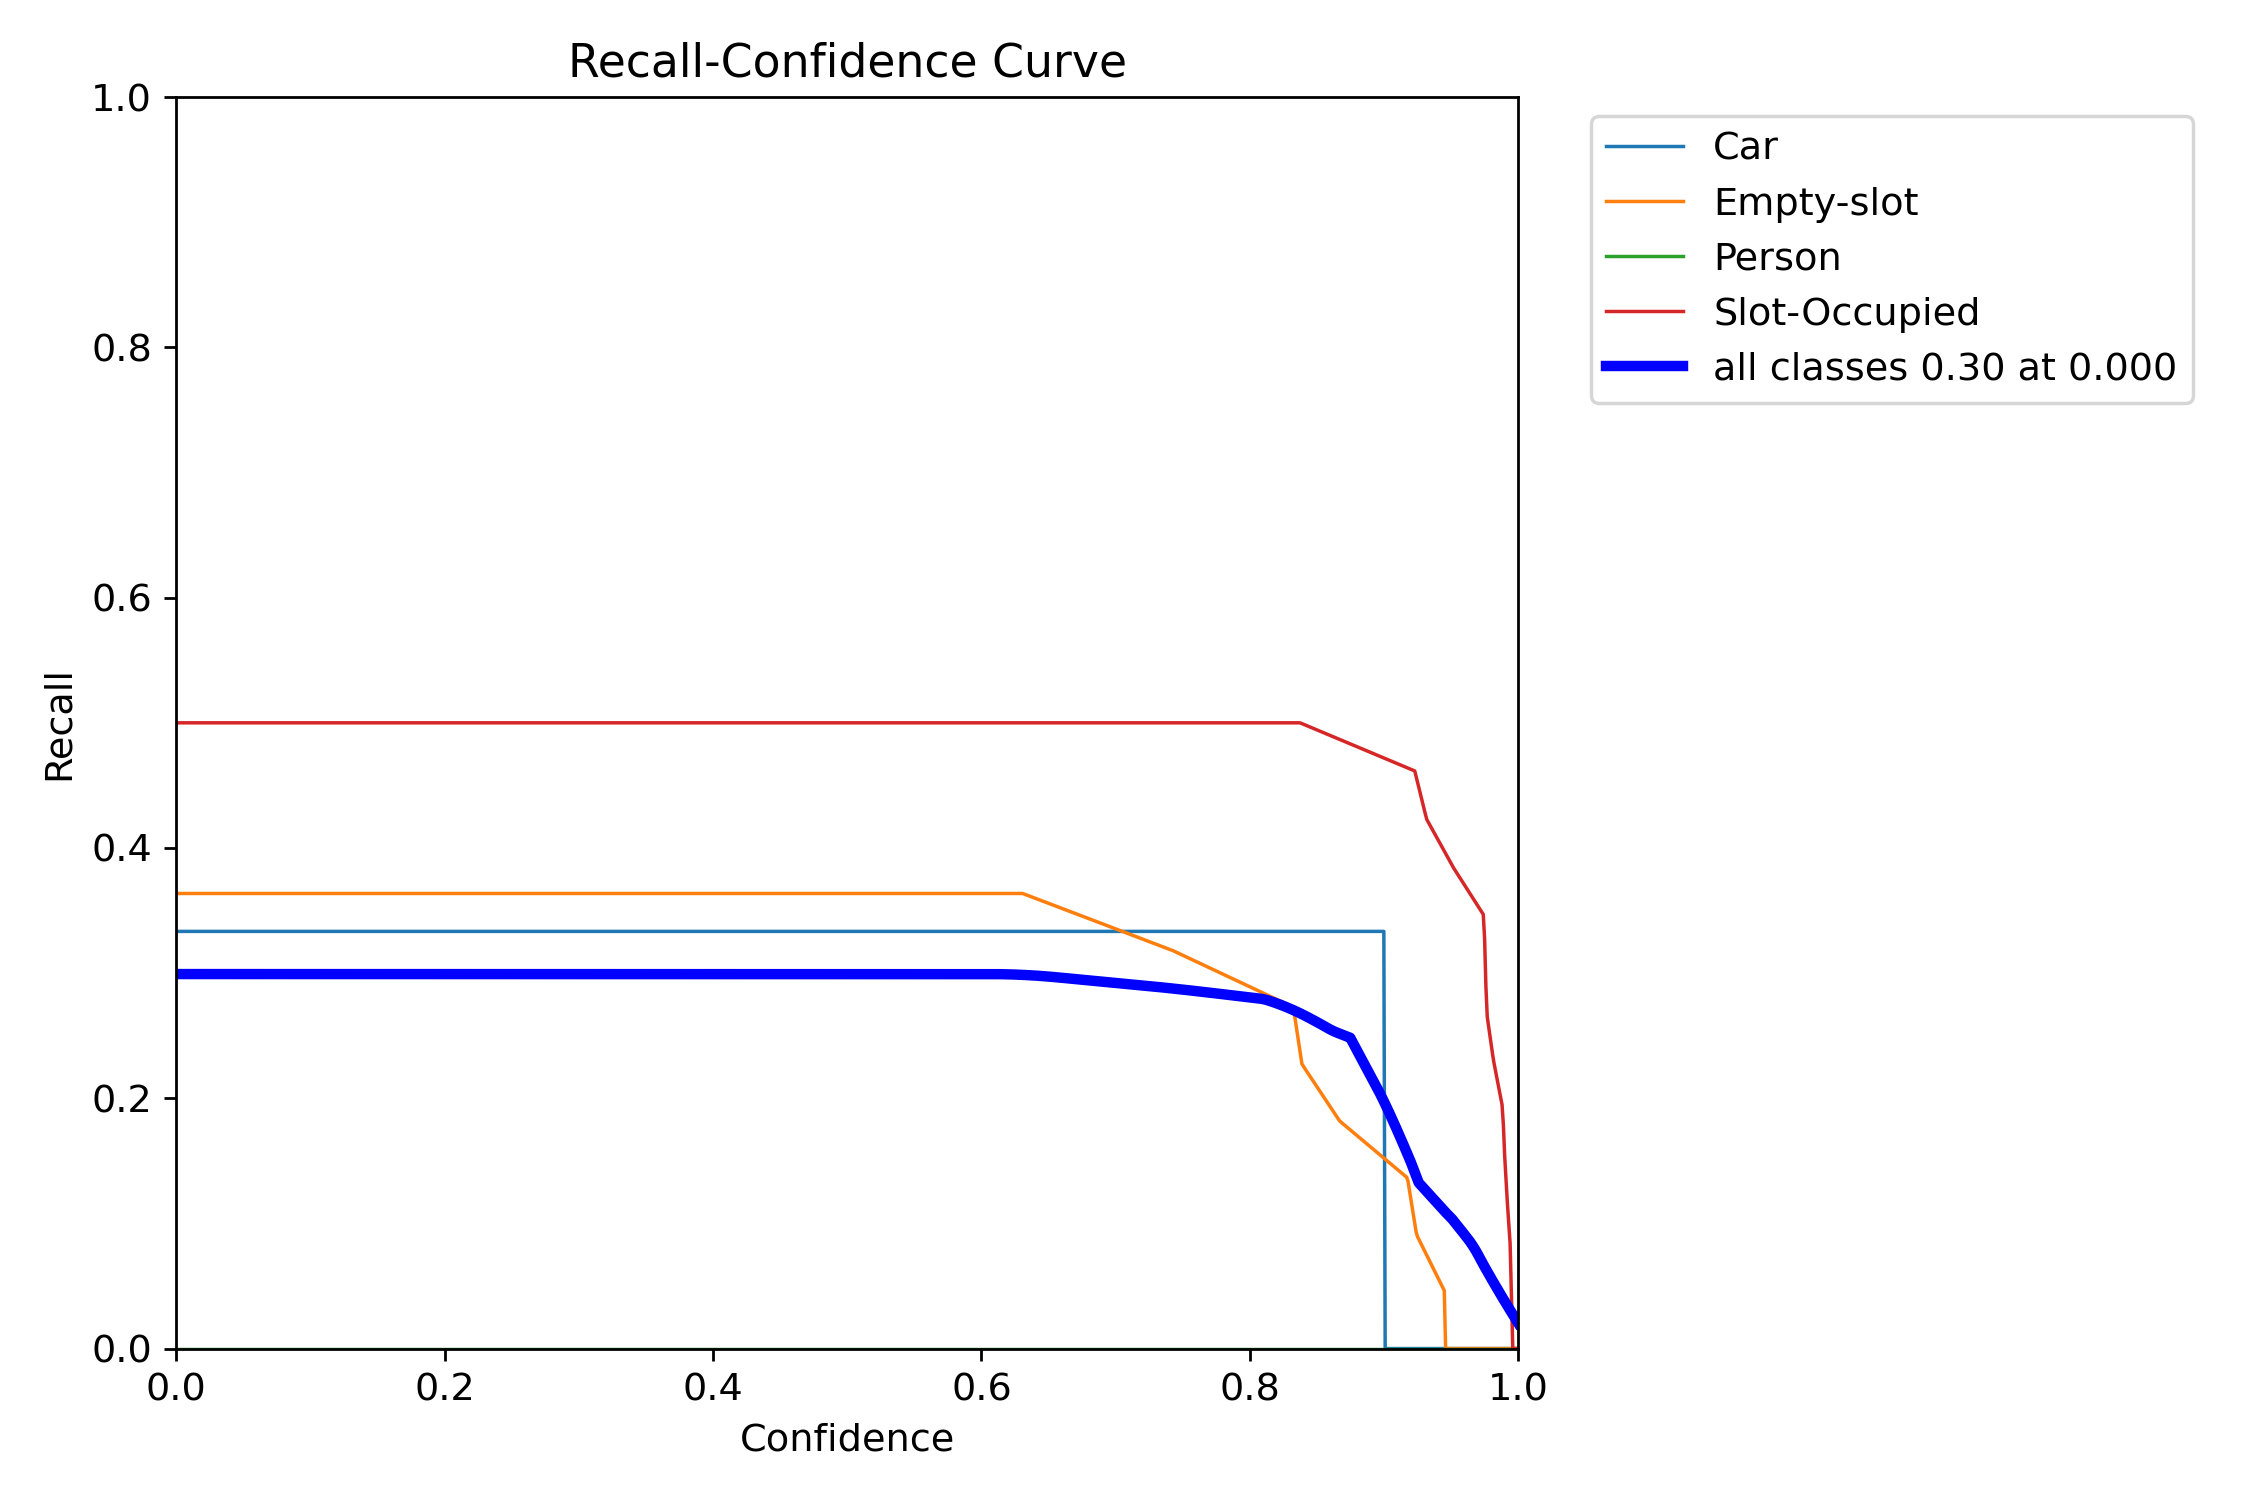 Recall-Confidence Curve
1.0
0.8
0.6
0.4
0.2
0.0
Recall
0.0 0.2 0.4 0.6 0.8 1.0
Confidence
Car
Empty-slot
Person
Slot-Occupied
all classes 0.30 at 0.000